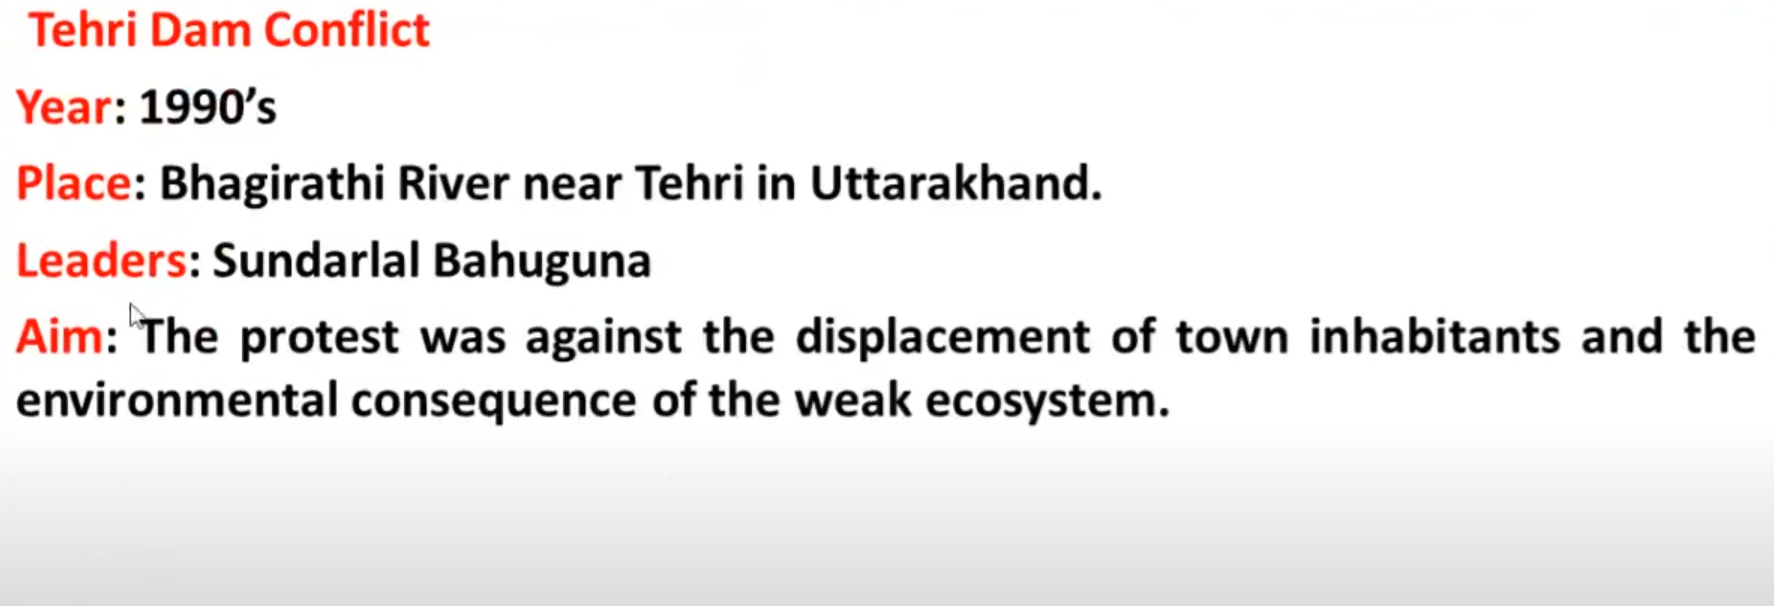 Tehri Dam Conflict
Year: 1990’s
Place: Bhagirathi River near Tehri in Uttarakhand.
Leaders: Sundarlal Bahuguna
Aim: The protest was against the displacement of town inhabitants and the
environmental consequence of the weak ecosystem.